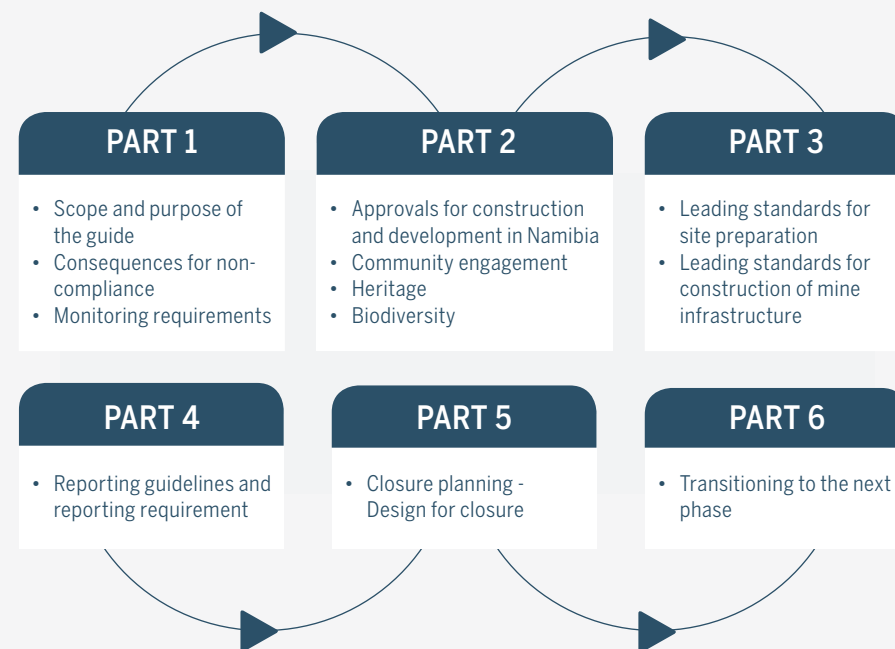 PART 1
• Scope and purpose of
the guide
• Consequences for non-
compliance
• Monitoring requirements
PART 2
• Approvals for construction
and development in Namibia
• Community engagement
• Heritage
• Biodiversity
PART 3
• Leading standards for
site preparation
• Leading standards for
construction of mine
infrastructure
PART 4
• Reporting guidelines and
reporting requirement
PART 5
• Closure planning -
Design for closure
PART 6
• Transitioning to the next
phase